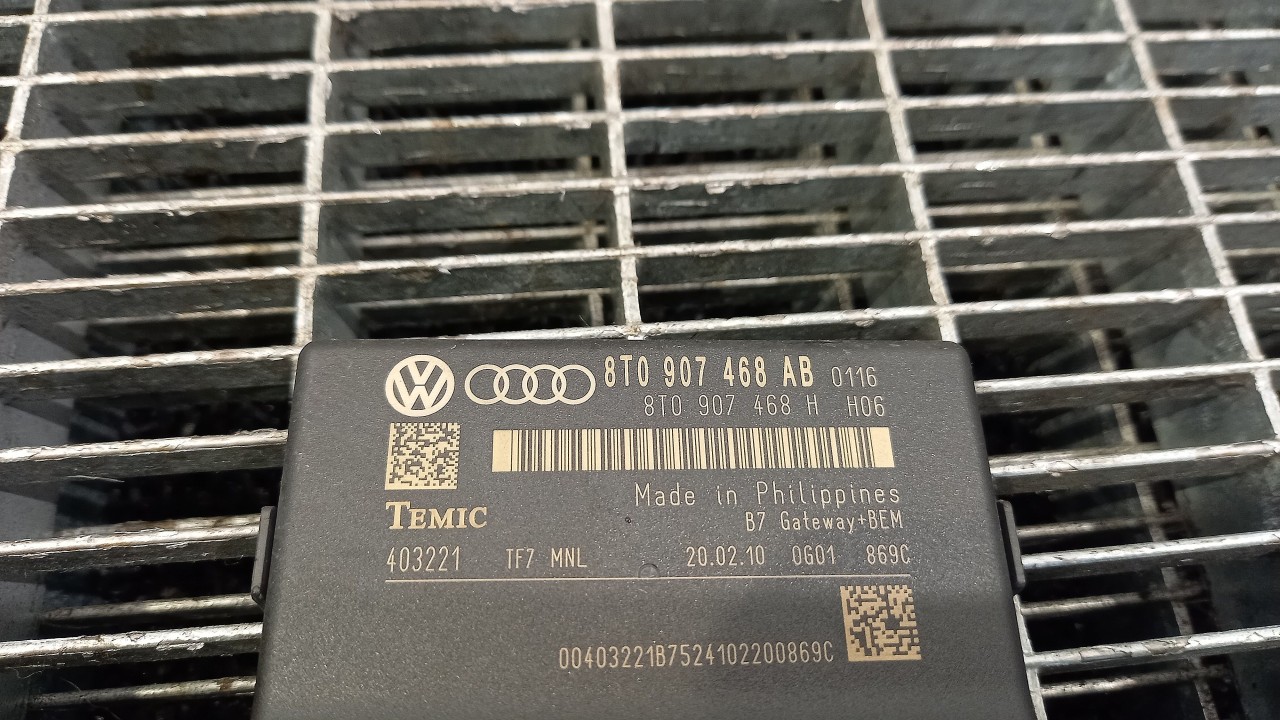 8T0 907 468 AB 0116
8T0 907 468 H H06
Made in Philippines
TEMIC
B7 Gateway+BEM
403221 TF7 MNL 20.02.10 0G01 869C
00403221B7524102200869C